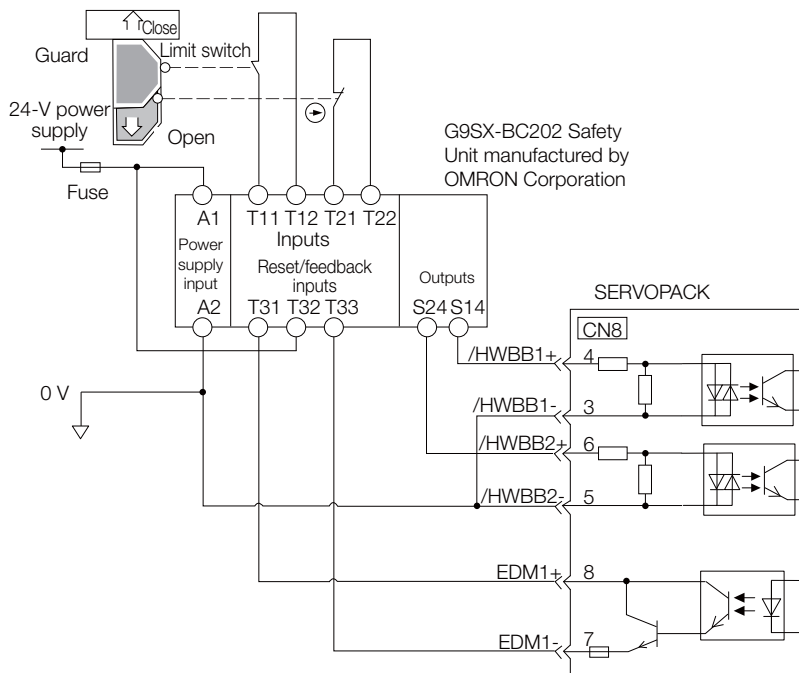 Close
Guard
Limit switch
24-V power
supply
Open
Fuse
G9SX-BC202 Safety
Unit manufactured by
OMRON Corporation
A1 T11 T12 T21 T22
Power
supply
input
Inputs
Reset/feedback
inputs
Outputs
A2 T31 T32 T33 S24 S14
SERVOPACK
CN8
/HWBB1+ 4
0 V
/HWBB1- 3
/HWBB2+ 6
/HWBB2- 5
EDM1+ 8
EDM1- 7